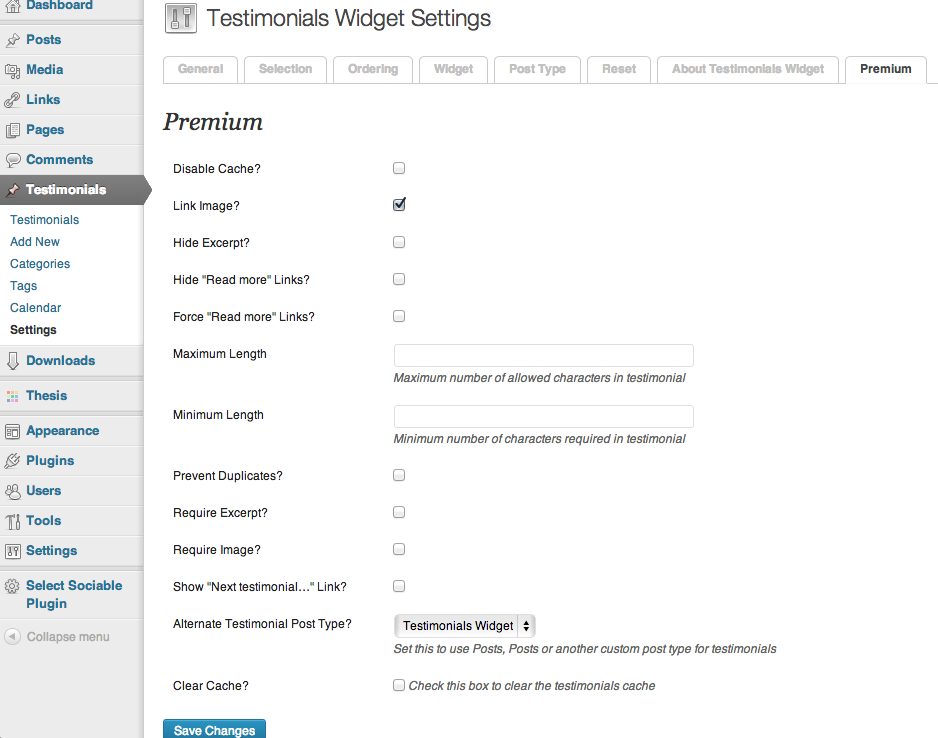 Dashboard
Posts
Media
Links
Pages
Comments
Testimonials
Testimonials
Add New
Categories
Tags
Calendar
Settings
Downloads
Thesis
Appearance
Plugins
Users
Tools
Settings
Select Sociable
Plugin
Collapse menu
Testimonials Widget Settings
General Selection Ordering Widget Post Type Reset About Testimonials Widget Premium
Premium
Disable Cache?
Link Image?
Hide Excerpt?
Hide "Read more" Links?
Force "Read more" Links?
Maximum Length
Maximum number of allowed characters in testimonial
Minimum Length
Minimum number of characters required in testimonial
Prevent Duplicates?
Require Excerpt?
Require Image?
Show "Next testimonial…" Link?
Alternate Testimonial Post Type? Testimonials Widget
Set this to use Posts, Posts or another custom post type for testimonials
Clear Cache? Check this box to clear the testimonials cache
Save Changes